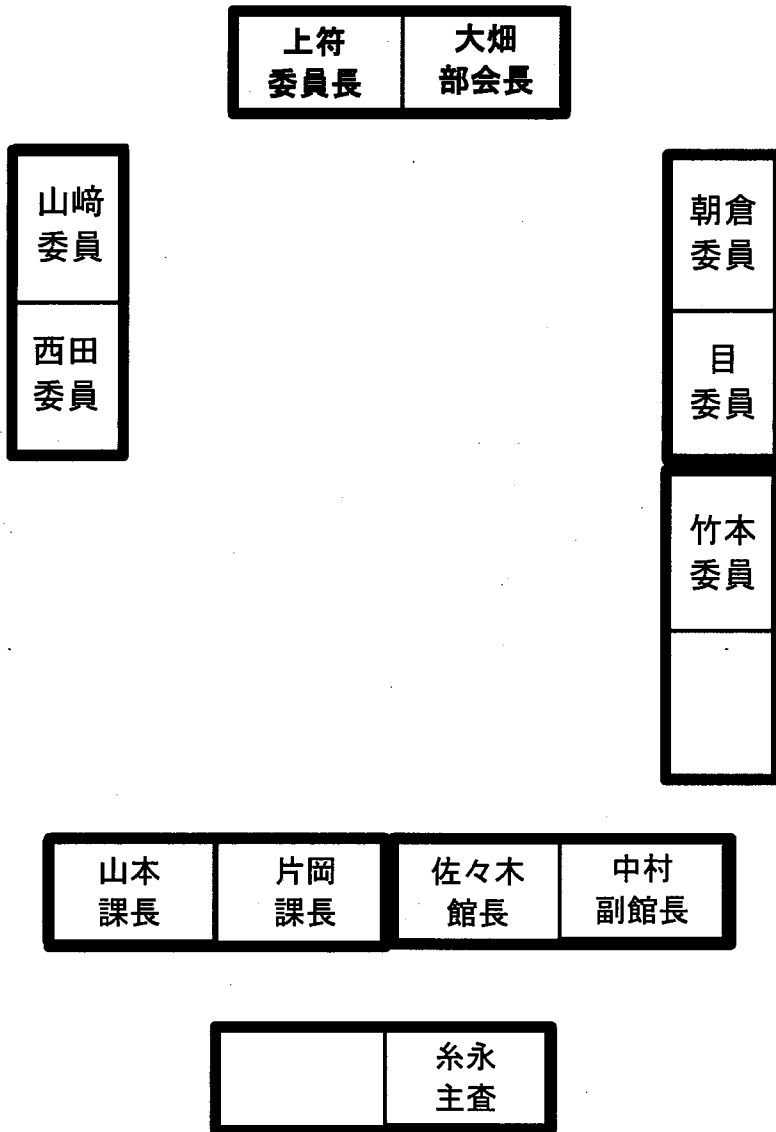 上符
委員長
大畑
部会長
山﨑
委員
西田
委員
朝倉
委員
目
委員
竹本
委員
山本
課長
片岡
課長
佐々木
館長
中村
副館長
糸永
主査